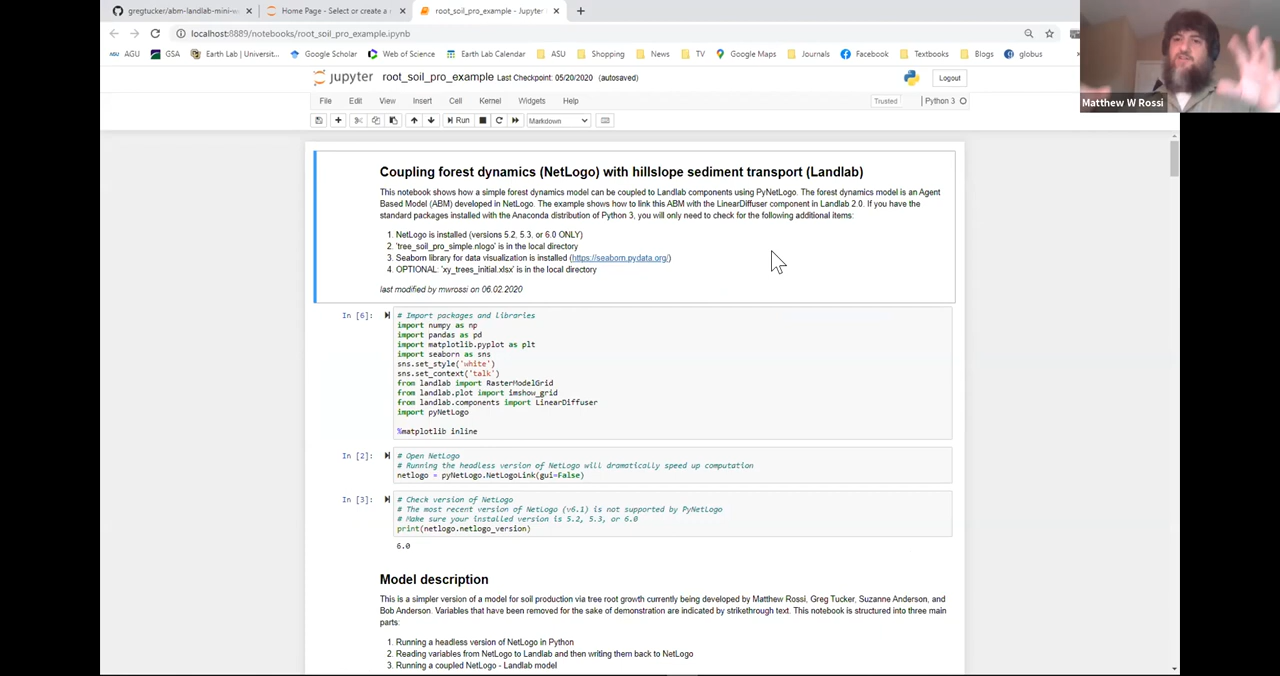 gregtucker/abm-landlab-mini-w
Home Page - Select or create a
root_soil_pro_example - Jupyter
localhost:8889/notebooks/root_soil_pro_example.ipynb
AGU GSA Earth Lab | Universit... Google Scholar Web of Science Earth Lab Calendar ASU Shopping News TV Google Maps Journals Facebook Textbooks Blogs globus
jupyter root_soil_pro_example Last Checkpoint: 05/20/2020 (autosaved) Logout
File Edit View Insert Cell Kernel Widgets Help Trusted Python 3
Run Markdown
Matthew W Rossi
Coupling forest dynamics (NetLogo) with hillslope sediment transport (Landlab)
This notebook shows how a simple forest dynamics model can be coupled to Landlab components using PyNetLogo. The forest dynamics model is an Agent
Based Model (ABM) developed in NetLogo. The example shows how to link this ABM with the LinearDiffuser component in Landlab 2.0. If you have the
standard packages installed with the Anaconda distribution of Python 3, you will only need to check for the following additional items:
1. NetLogo is installed (versions 5.2, 5.3, or 6.0 ONLY)
2. 'tree_soil_pro_simple.nlogo' is in the local directory
3. Seaborn library for data visualization is installed (https://seaborn.pydata.org/)
4. OPTIONAL: 'xy_trees_initial.xlsx' is in the local directory
last modified by mwrossi on 06.02.2020
In [6]: # Import packages and libraries
import numpy as np
import pandas as pd
import matplotlib.pyplot as plt
import seaborn as sns
sns.set_style('white')
sns.set_context('talk')
from landlab import RasterModelGrid
from landlab.plot import imshow_grid
from landlab.components import LinearDiffuser
import pyNetLogo
%matplotlib inline
In [2]: # Open NetLogo
# Running the headless version of NetLogo will dramatically speed up computation
netlogo = pyNetLogo.NetLogoLink(gui=False)
In [3]: # Check version of NetLogo
# The most recent version of NetLogo (v6.1) is not supported by PyNetLogo
# Make sure your installed version is 5.2, 5.3, or 6.0
print(netlogo.netlogo_version)
6.0
Model description
This is a simpler version of a model for soil production via tree root growth currently being developed by Matthew Rossi, Greg Tucker, Suzanne Anderson, and
Bob Anderson. Variables that have been removed for the sake of demonstration are indicated by strikethrough text. This notebook is structured into three main
parts:
1. Running a headless version of NetLogo in Python
2. Reading variables from NetLogo to Landlab and then writing them back to NetLogo
3. Running a coupled NetLogo - Landlab model